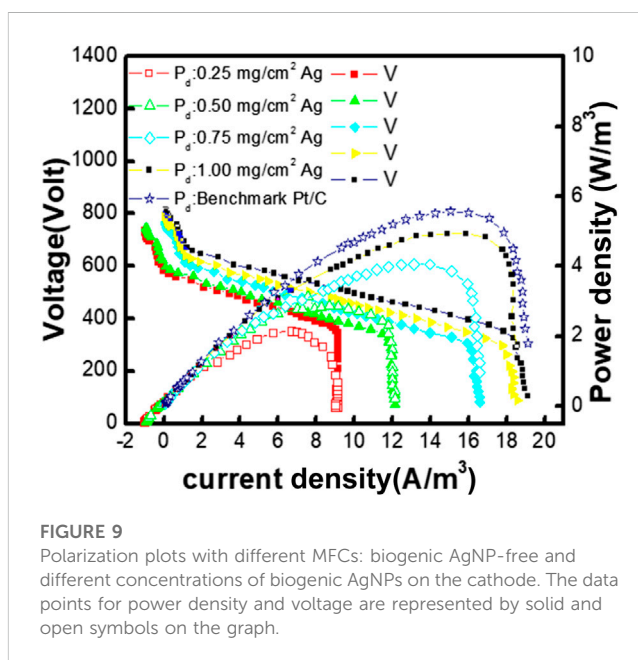 1400
1200
1000
800
600
400
200
0
Voltage(Volt)
P_d:0.25 mg/cm² Ag V
P_d:0.50 mg/cm² Ag V
P_d:0.75 mg/cm² Ag V
P_d:1.00 mg/cm² Ag V
P_d:Benchmark Pt/C V
10
8
6
4
2
0
Power density (W/m³)
-2 0 2 4 6 8 10 12 14 16 18 20
current density(A/m³)
FIGURE 9
Polarization plots with different MFCs: biogenic AgNP-free and
different concentrations of biogenic AgNPs on the cathode. The data
points for power density and voltage are represented by solid and
open symbols on the graph.